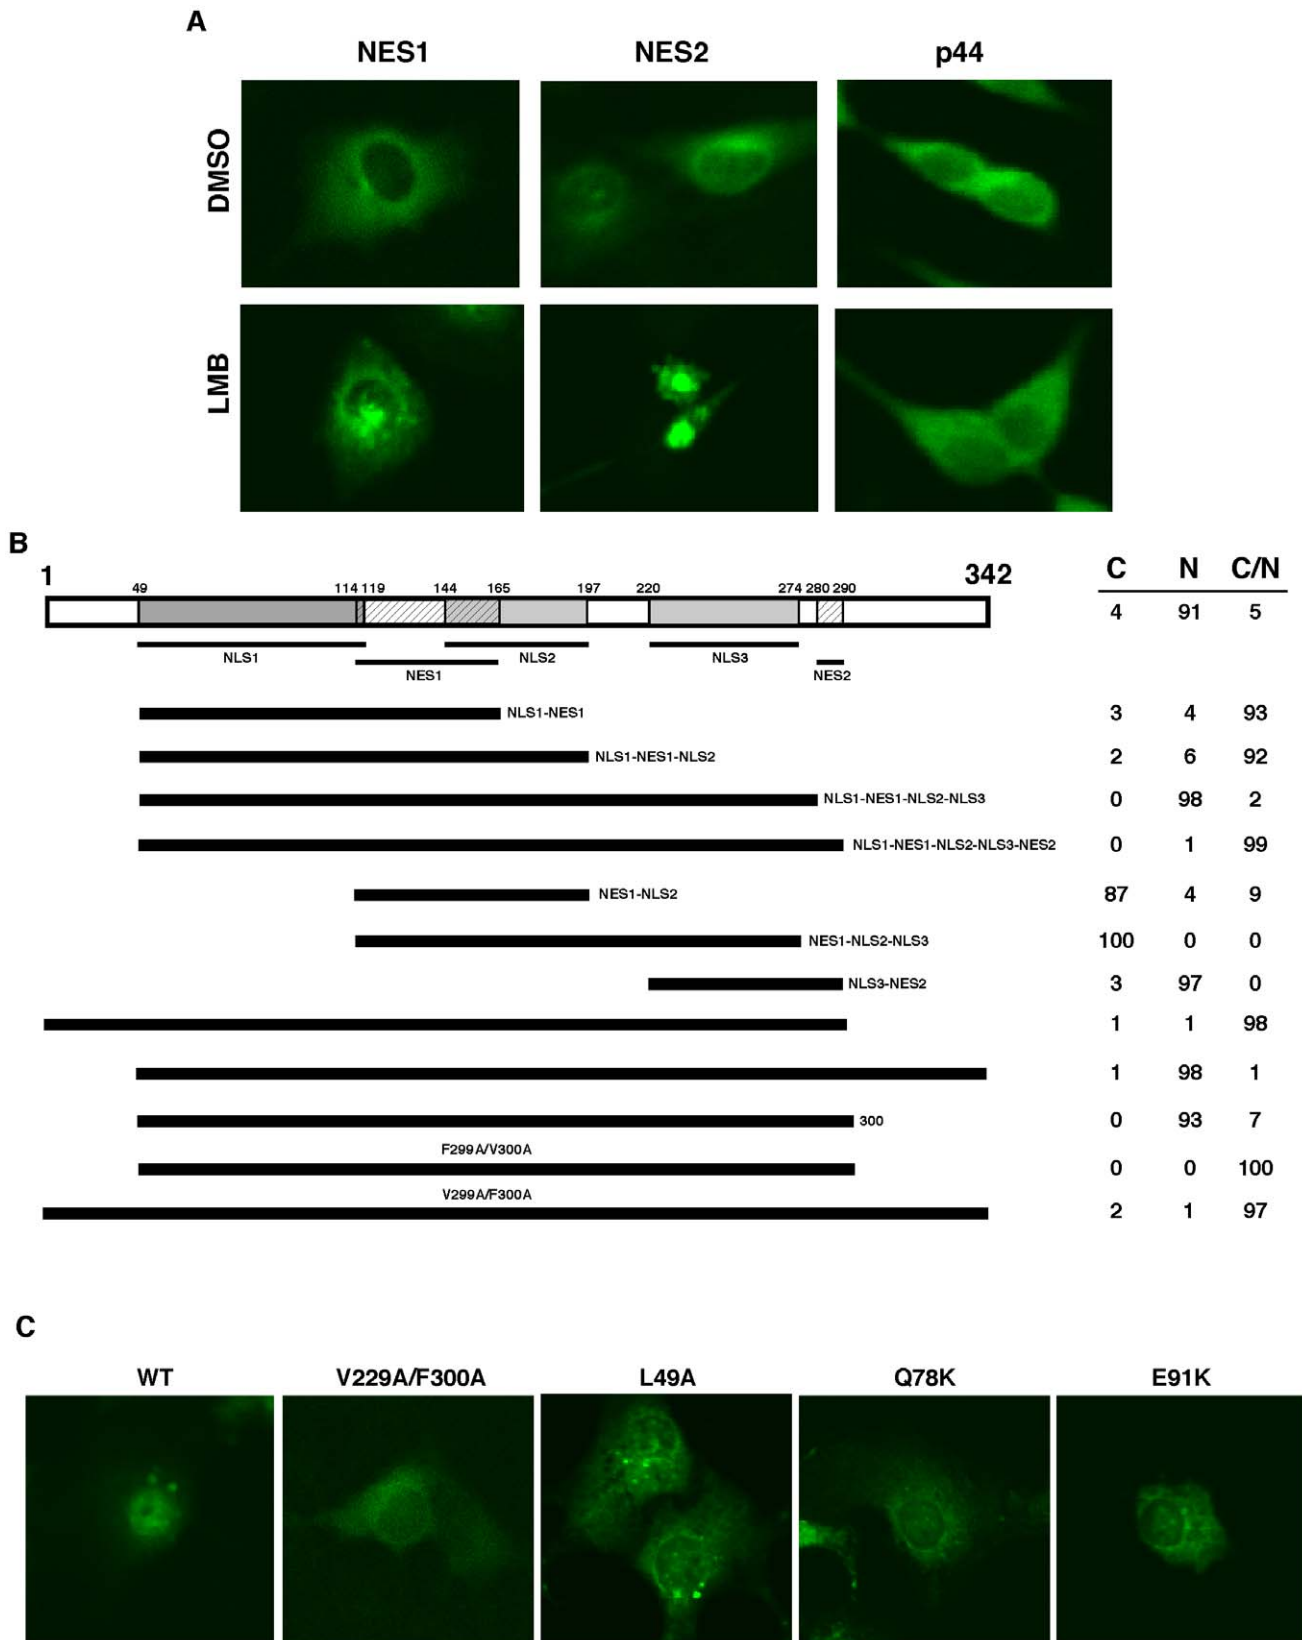 A
NES1 NES2 p44
DMSO
LMB
B
1 49 114 119 144 165 197 220 274 280 290 342
C N C/N
4 91 5
NLS1 NLS2 NLS3
NES1 NES2
NLS1-NES1 3 4 93
NLS1-NES1-NLS2 2 6 92
NLS1-NES1-NLS2-NLS3 0 98 2
NLS1-NES1-NLS2-NLS3-NES2 0 1 99
NES1-NLS2 87 4 9
NES1-NLS2-NLS3 100 0 0
NLS3-NES2 3 97 0
1 1 98
1 98 1
300 0 93 7
F299A/V300A
0 0 100
V299A/F300A
2 1 97
C
WT V229A/F300A L49A Q78K E91K